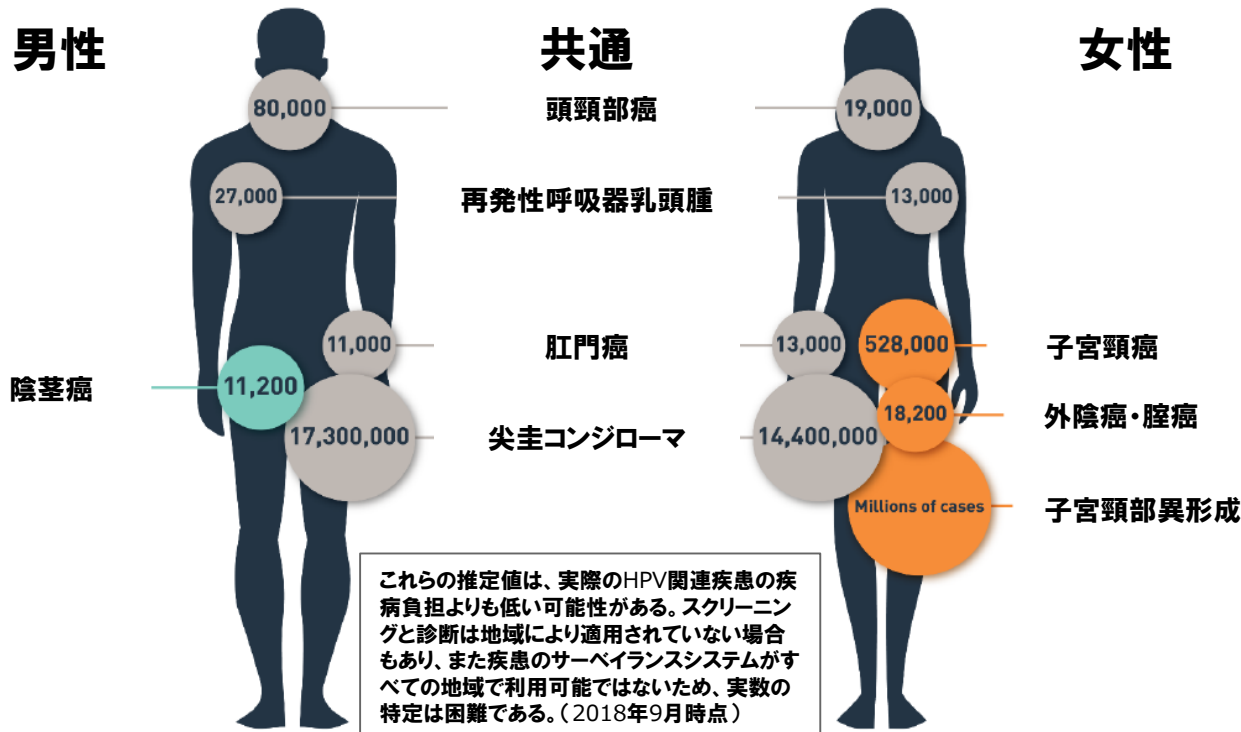 男性 共通 女性
80,000 頭頸部癌 19,000
27,000 再発性呼吸器乳頭腫 13,000
11,000 肛門癌 13,000 528,000 子宮頸癌
陰茎癌 11,200
18,200 外陰癌・腟癌
17,300,000 尖圭コンジローマ 14,400,000
Millions of cases 子宮頸部異形成
これらの推定値は、実際のHPV関連疾患の疾
病負担よりも低い可能性がある。スクリーニン
グと診断は地域により適用されていない場合
もあり、また疾患のサーベイランスシステムがす
べての地域で利用可能ではないため、実数の
特定は困難である。（2018年9月時点）